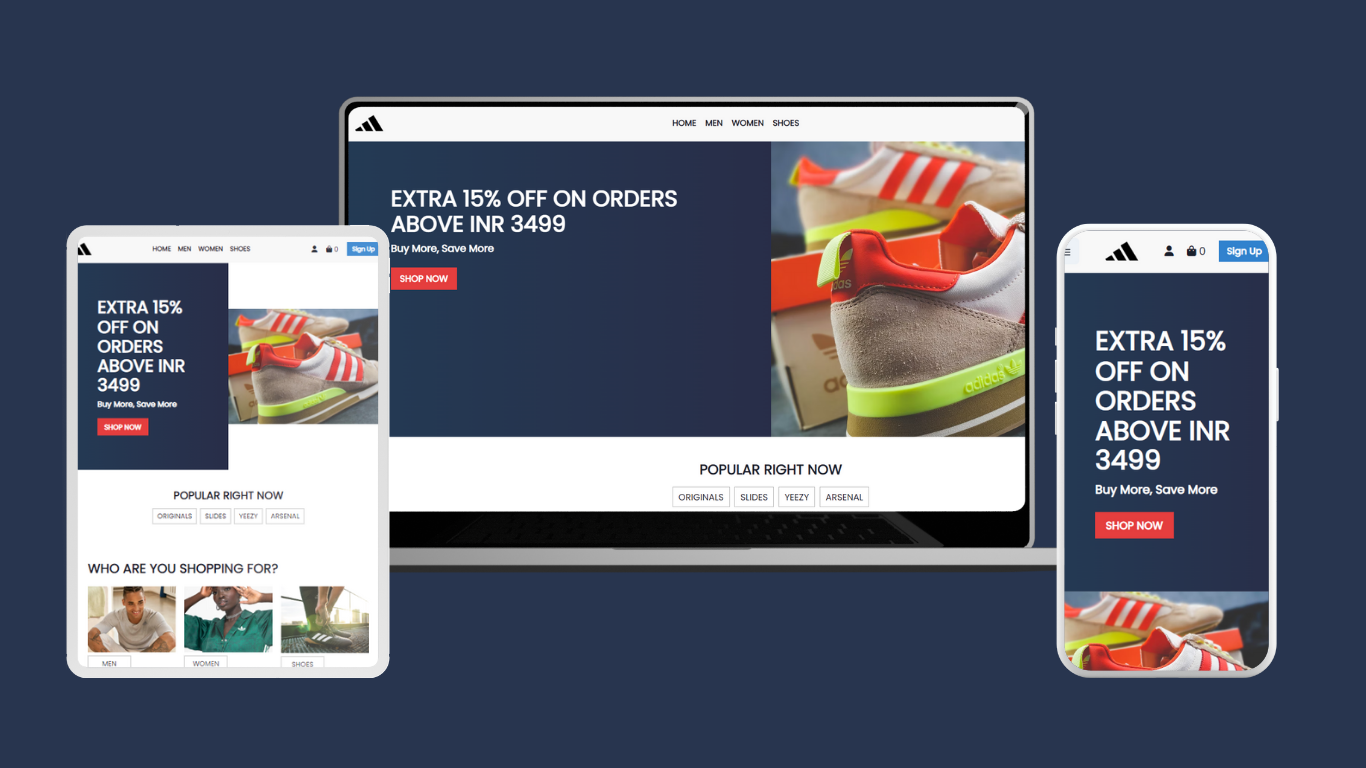 HOME MEN WOMEN SHOES
EXTRA 15% OFF ON ORDERS
ABOVE INR 3499
Buy More, Save More
SHOP NOW
adidas
POPULAR RIGHT NOW
ORIGINALS SLIDES YEEZY ARSENAL
HOME MEN WOMEN SHOES 0 Sign Up
EXTRA 15%
OFF ON
ORDERS
ABOVE INR
3499
Buy More, Save More
SHOP NOW
POPULAR RIGHT NOW
ORIGINALS SLIDES YEEZY ARSENAL
WHO ARE YOU SHOPPING FOR?
MEN WOMEN SHOES
0 Sign Up
EXTRA 15%
OFF ON
ORDERS
ABOVE INR
3499
Buy More, Save More
SHOP NOW